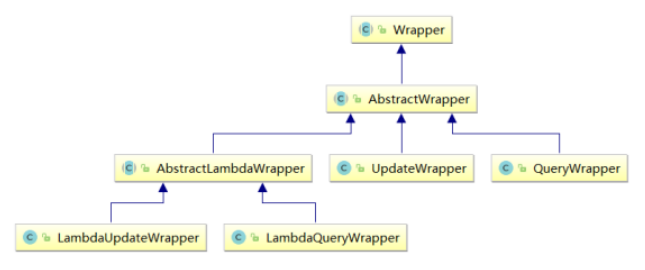 Wrapper
AbstractWrapper
AbstractLambdaWrapper
UpdateWrapper
QueryWrapper
LambdaUpdateWrapper
LambdaQueryWrapper